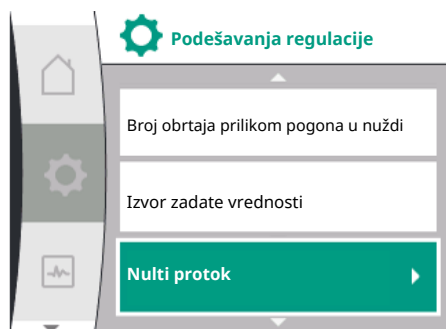 Podešavanja regulacije
Broj obrtaja prilikom pogona u nuždi
Izvor zadate vrednosti
Nulti protok